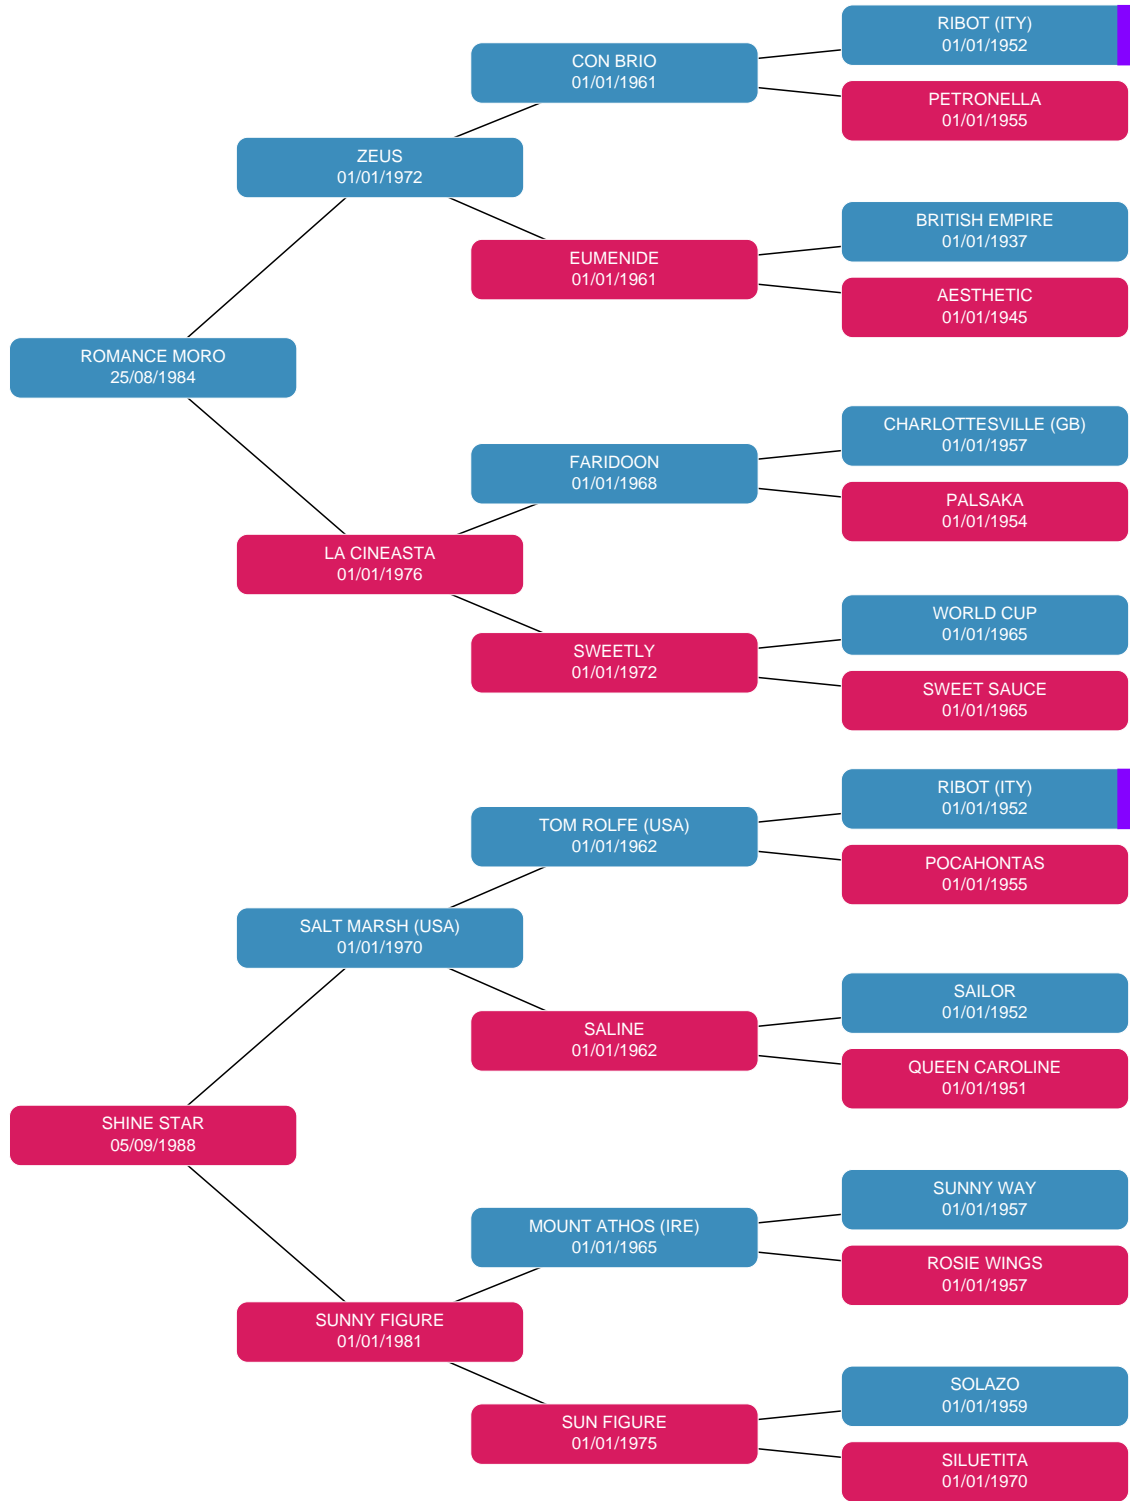 RIBOT (ITY)
01/01/1952
CON BRIO
01/01/1961
PETRONELLA
01/01/1955
ZEUS
01/01/1972
BRITISH EMPIRE
01/01/1937
EUMENIDE
01/01/1961
AESTHETIC
01/01/1945
ROMANCE MORO
25/08/1984
CHARLOTTESVILLE (GB)
01/01/1957
FARIDOON
01/01/1968
PALSAKA
01/01/1954
LA CINEASTA
01/01/1976
WORLD CUP
01/01/1965
SWEETLY
01/01/1972
SWEET SAUCE
01/01/1965
RIBOT (ITY)
01/01/1952
TOM ROLFE (USA)
01/01/1962
POCAHONTAS
01/01/1955
SALT MARSH (USA)
01/01/1970
SAILOR
01/01/1952
SALINE
01/01/1962
QUEEN CAROLINE
01/01/1951
SHINE STAR
05/09/1988
SUNNY WAY
01/01/1957
MOUNT ATHOS (IRE)
01/01/1965
ROSIE WINGS
01/01/1957
SUNNY FIGURE
01/01/1981
SOLAZO
01/01/1959
SUN FIGURE
01/01/1975
SILUETITA
01/01/1970